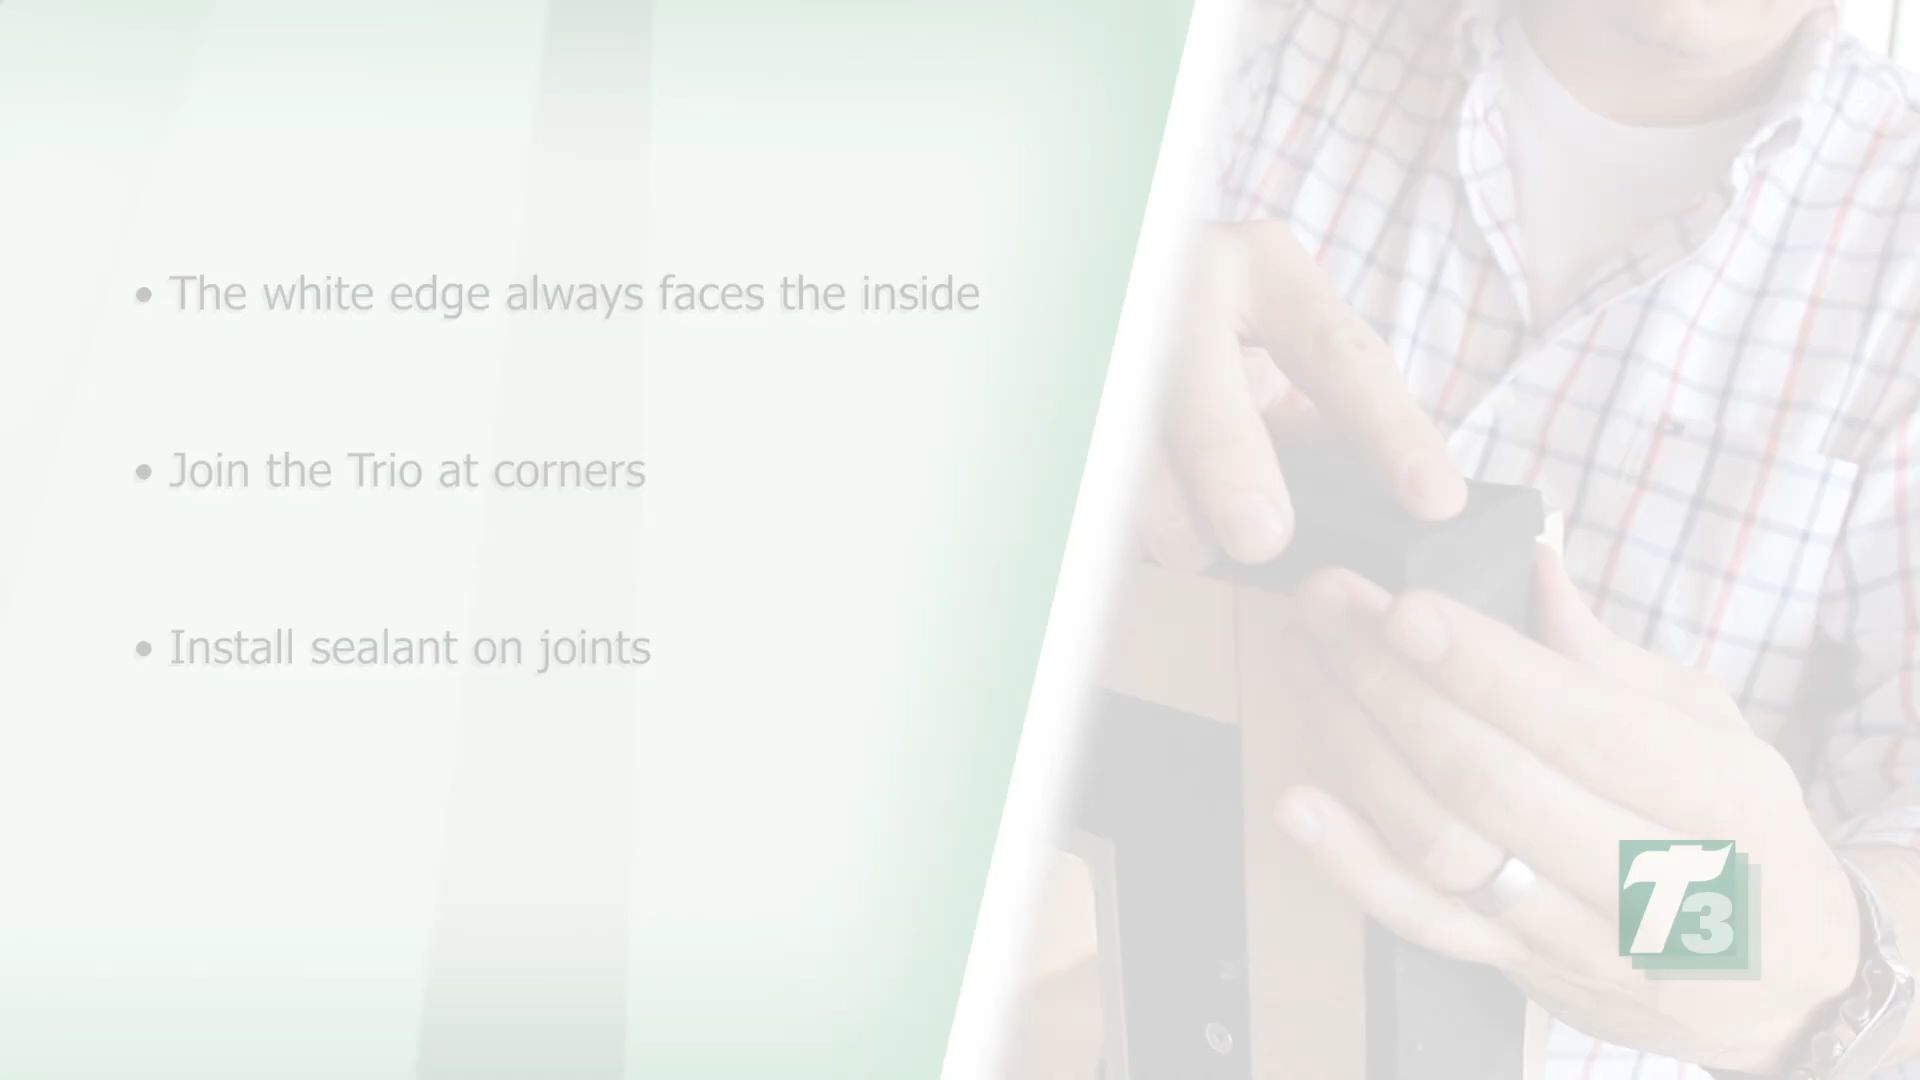 • The white edge always faces the inside
• Join the Trio at corners
• Install sealant on joints
T3